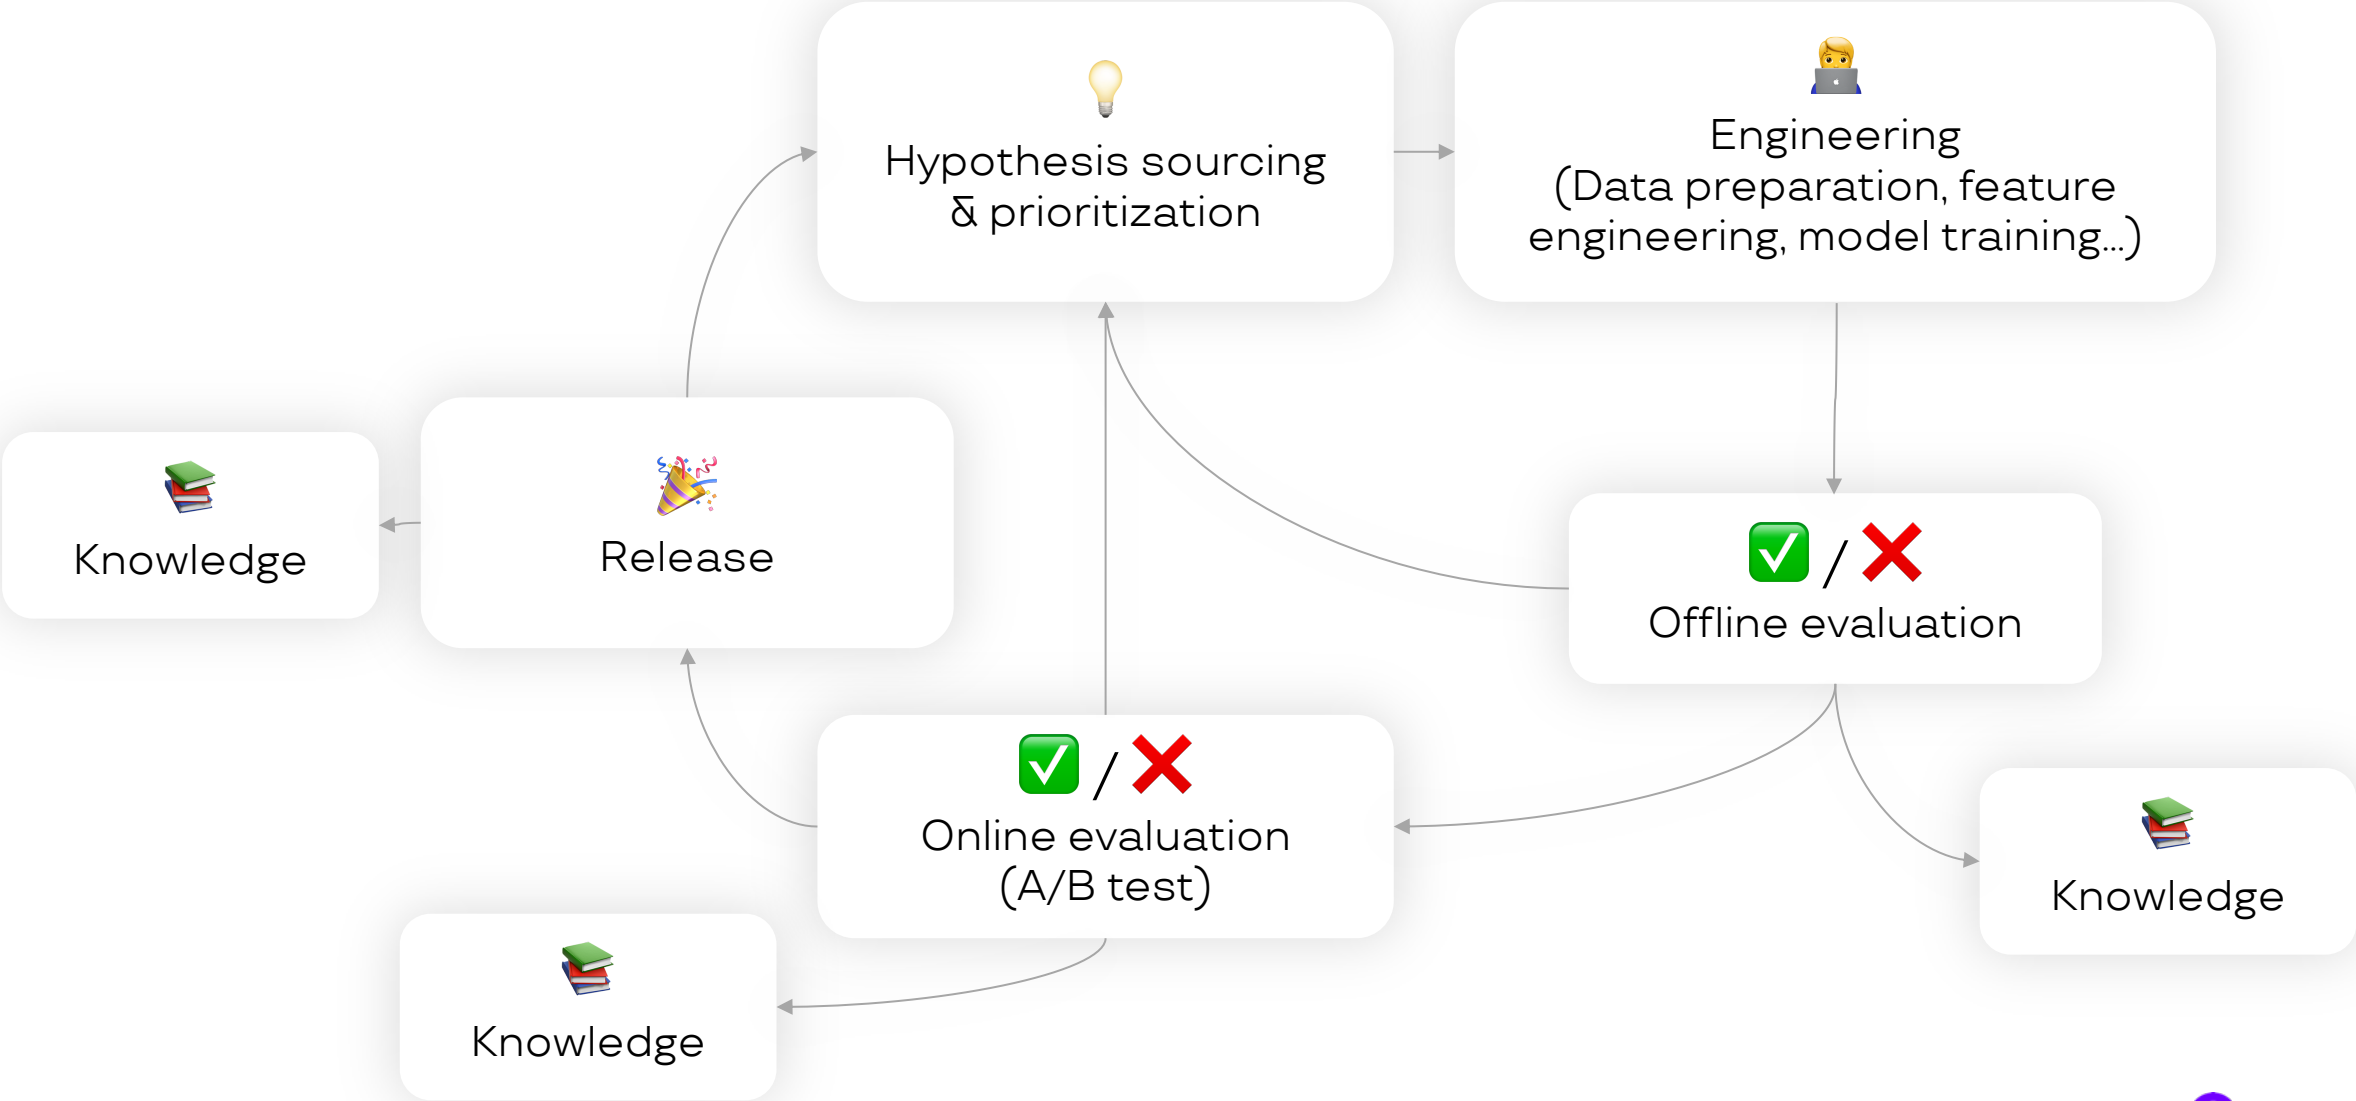 Hypothesis sourcing
& prioritization
Engineering
(Data preparation, feature
engineering, model training...)
Knowledge
Release
/
Offline evaluation
/
Online evaluation
(A/B test)
Knowledge
Knowledge